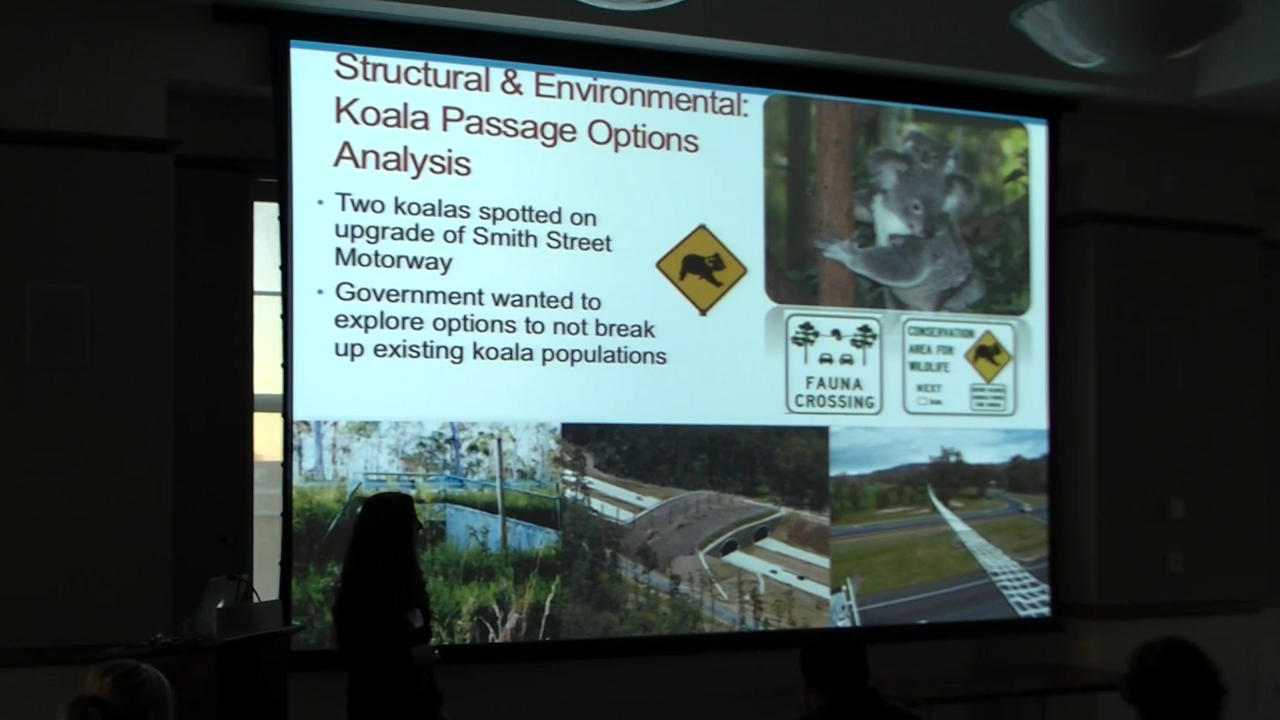 Structural & Environmental:
Koala Passage Options
Analysis
• Two koalas spotted on
upgrade of Smith Street
Motorway
• Government wanted to
explore options to not break
up existing koala populations
FAUNA
CROSSING
CONSERVATION
AREA FOR
WILDLIFE
NEXT
km